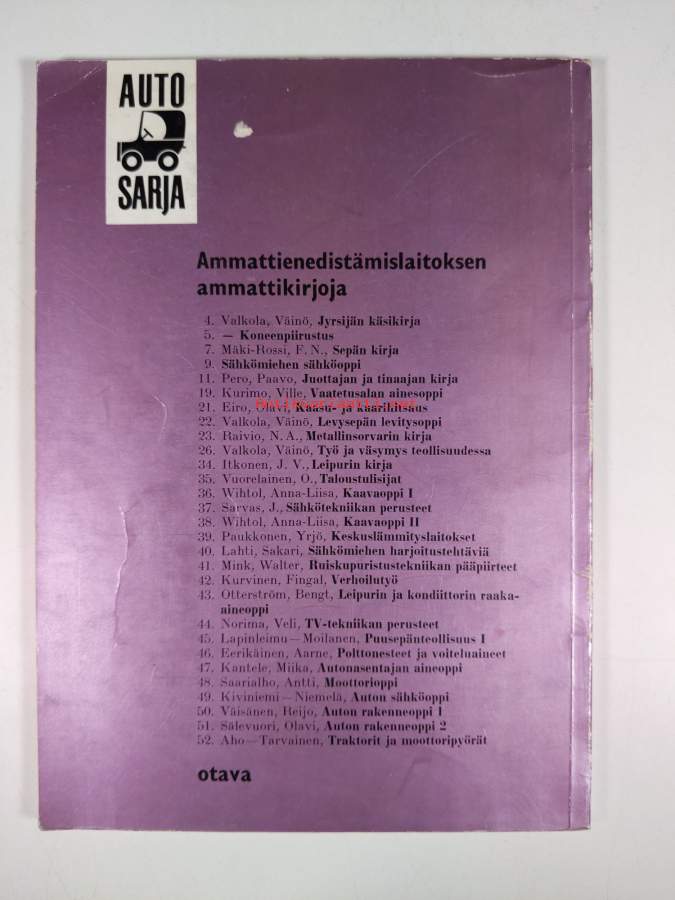 AUTO
SARJA
Ammattienedistämislaitoksen
ammattikirjoja
4. Valkola, Väinö, Jyrsijän käsikirja
5. — Koneenpiirustus
7. Mäki-Rossi, F. N., Sepän kirja
9. Sähkömiehen sähköoppi
11. Pero, Paavo, Juottajan ja tinaajan kirja
19. Kurimo, Ville, Vaatetusalan ainesoppi
21. Eiro, Olavi, Kaasu- ja kaarihitsaus
22. Valkola, Väinö, Levysepän levitysoppi
23. Raivio, N. A., Metallinsorvarin kirja
26. Valkola, Väinö, Työ ja väsymys teollisuudessa
34. Itkonen, J. V., Leipurin kirja
35. Vuorelainen, O., Taloustulisijat
36. Wihtol, Anna-Liisa, Kaavaoppi I
37. Sarvas, J., Sähkötekniikan perusteet
38. Wihtol, Anna-Liisa, Kaavaoppi II
39. Paukkonen, Yrjö, Keskuslämmityslaitokset
40. Lahti, Sakari, Sähkömiehen harjoitustehtäviä
41. Mink, Walter, Ruiskupuristustekniikan pääpiirteet
42. Kurvinen, Fingal, Verhoilutyö
43. Otterström, Bengt, Leipurin ja kondiittorin raaka-
aineoppi
44. Norima, Veli, TV-tekniikan perusteet
45. Lapinleimu — Moilanen, Puusepänteollisuus I
46. Eerikäinen, Aarne, Polttonesteet ja voiteluaineet
47. Kantele, Miika, Autonasentajan aineoppi
48. Saarialho, Antti, Moottorioppi
49. Kiviniemi — Niemelä, Auton sähköoppi
50. Väisänen, Reijo, Auton rakenneoppi 1
51. Sälevuori, Olavi, Auton rakenneoppi 2
52. Aho — Tarvainen, Traktorit ja moottoripyörät
otava